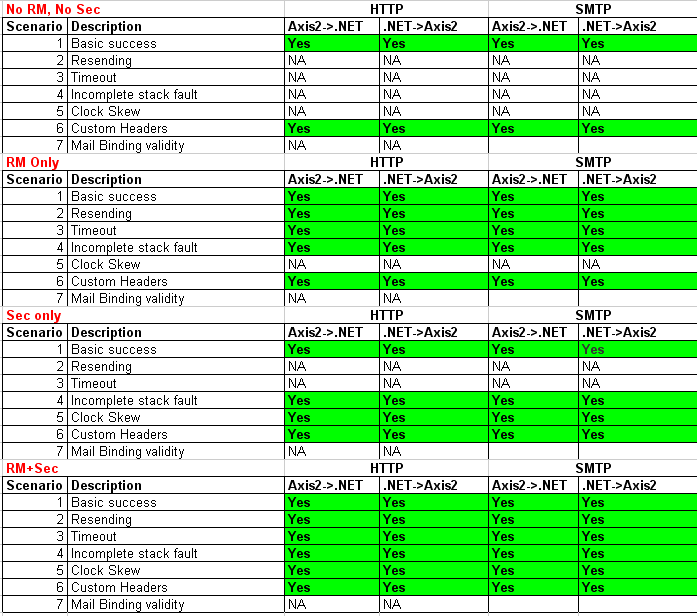 No RM, No Sec HTTP SMTP
Scenario Description Axis2->.NET .NET->Axis2 Axis2->.NET .NET->Axis2
1 Basic success Yes Yes Yes Yes
2 Resending NA NA NA NA
3 Timeout NA NA NA NA
4 Incomplete stack fault NA NA NA NA
5 Clock Skew NA NA NA NA
6 Custom Headers Yes Yes Yes Yes
7 Mail Binding validity NA NA
RM Only HTTP SMTP
Scenario Description Axis2->.NET .NET->Axis2 Axis2->.NET .NET->Axis2
1 Basic success Yes Yes Yes Yes
2 Resending Yes Yes Yes Yes
3 Timeout Yes Yes Yes Yes
4 Incomplete stack fault Yes Yes Yes Yes
5 Clock Skew NA NA NA NA
6 Custom Headers Yes Yes Yes Yes
7 Mail Binding validity NA NA
Sec only HTTP SMTP
Scenario Description Axis2->.NET .NET->Axis2 Axis2->.NET .NET->Axis2
1 Basic success Yes Yes Yes Yes
2 Resending NA NA NA NA
3 Timeout NA NA NA NA
4 Incomplete stack fault Yes Yes Yes Yes
5 Clock Skew Yes Yes Yes Yes
6 Custom Headers Yes Yes Yes Yes
7 Mail Binding validity NA NA
RM+Sec HTTP SMTP
Scenario Description Axis2->.NET .NET->Axis2 Axis2->.NET .NET->Axis2
1 Basic success Yes Yes Yes Yes
2 Resending Yes Yes Yes Yes
3 Timeout Yes Yes Yes Yes
4 Incomplete stack fault Yes Yes Yes Yes
5 Clock Skew Yes Yes Yes Yes
6 Custom Headers Yes Yes Yes Yes
7 Mail Binding validity NA NA